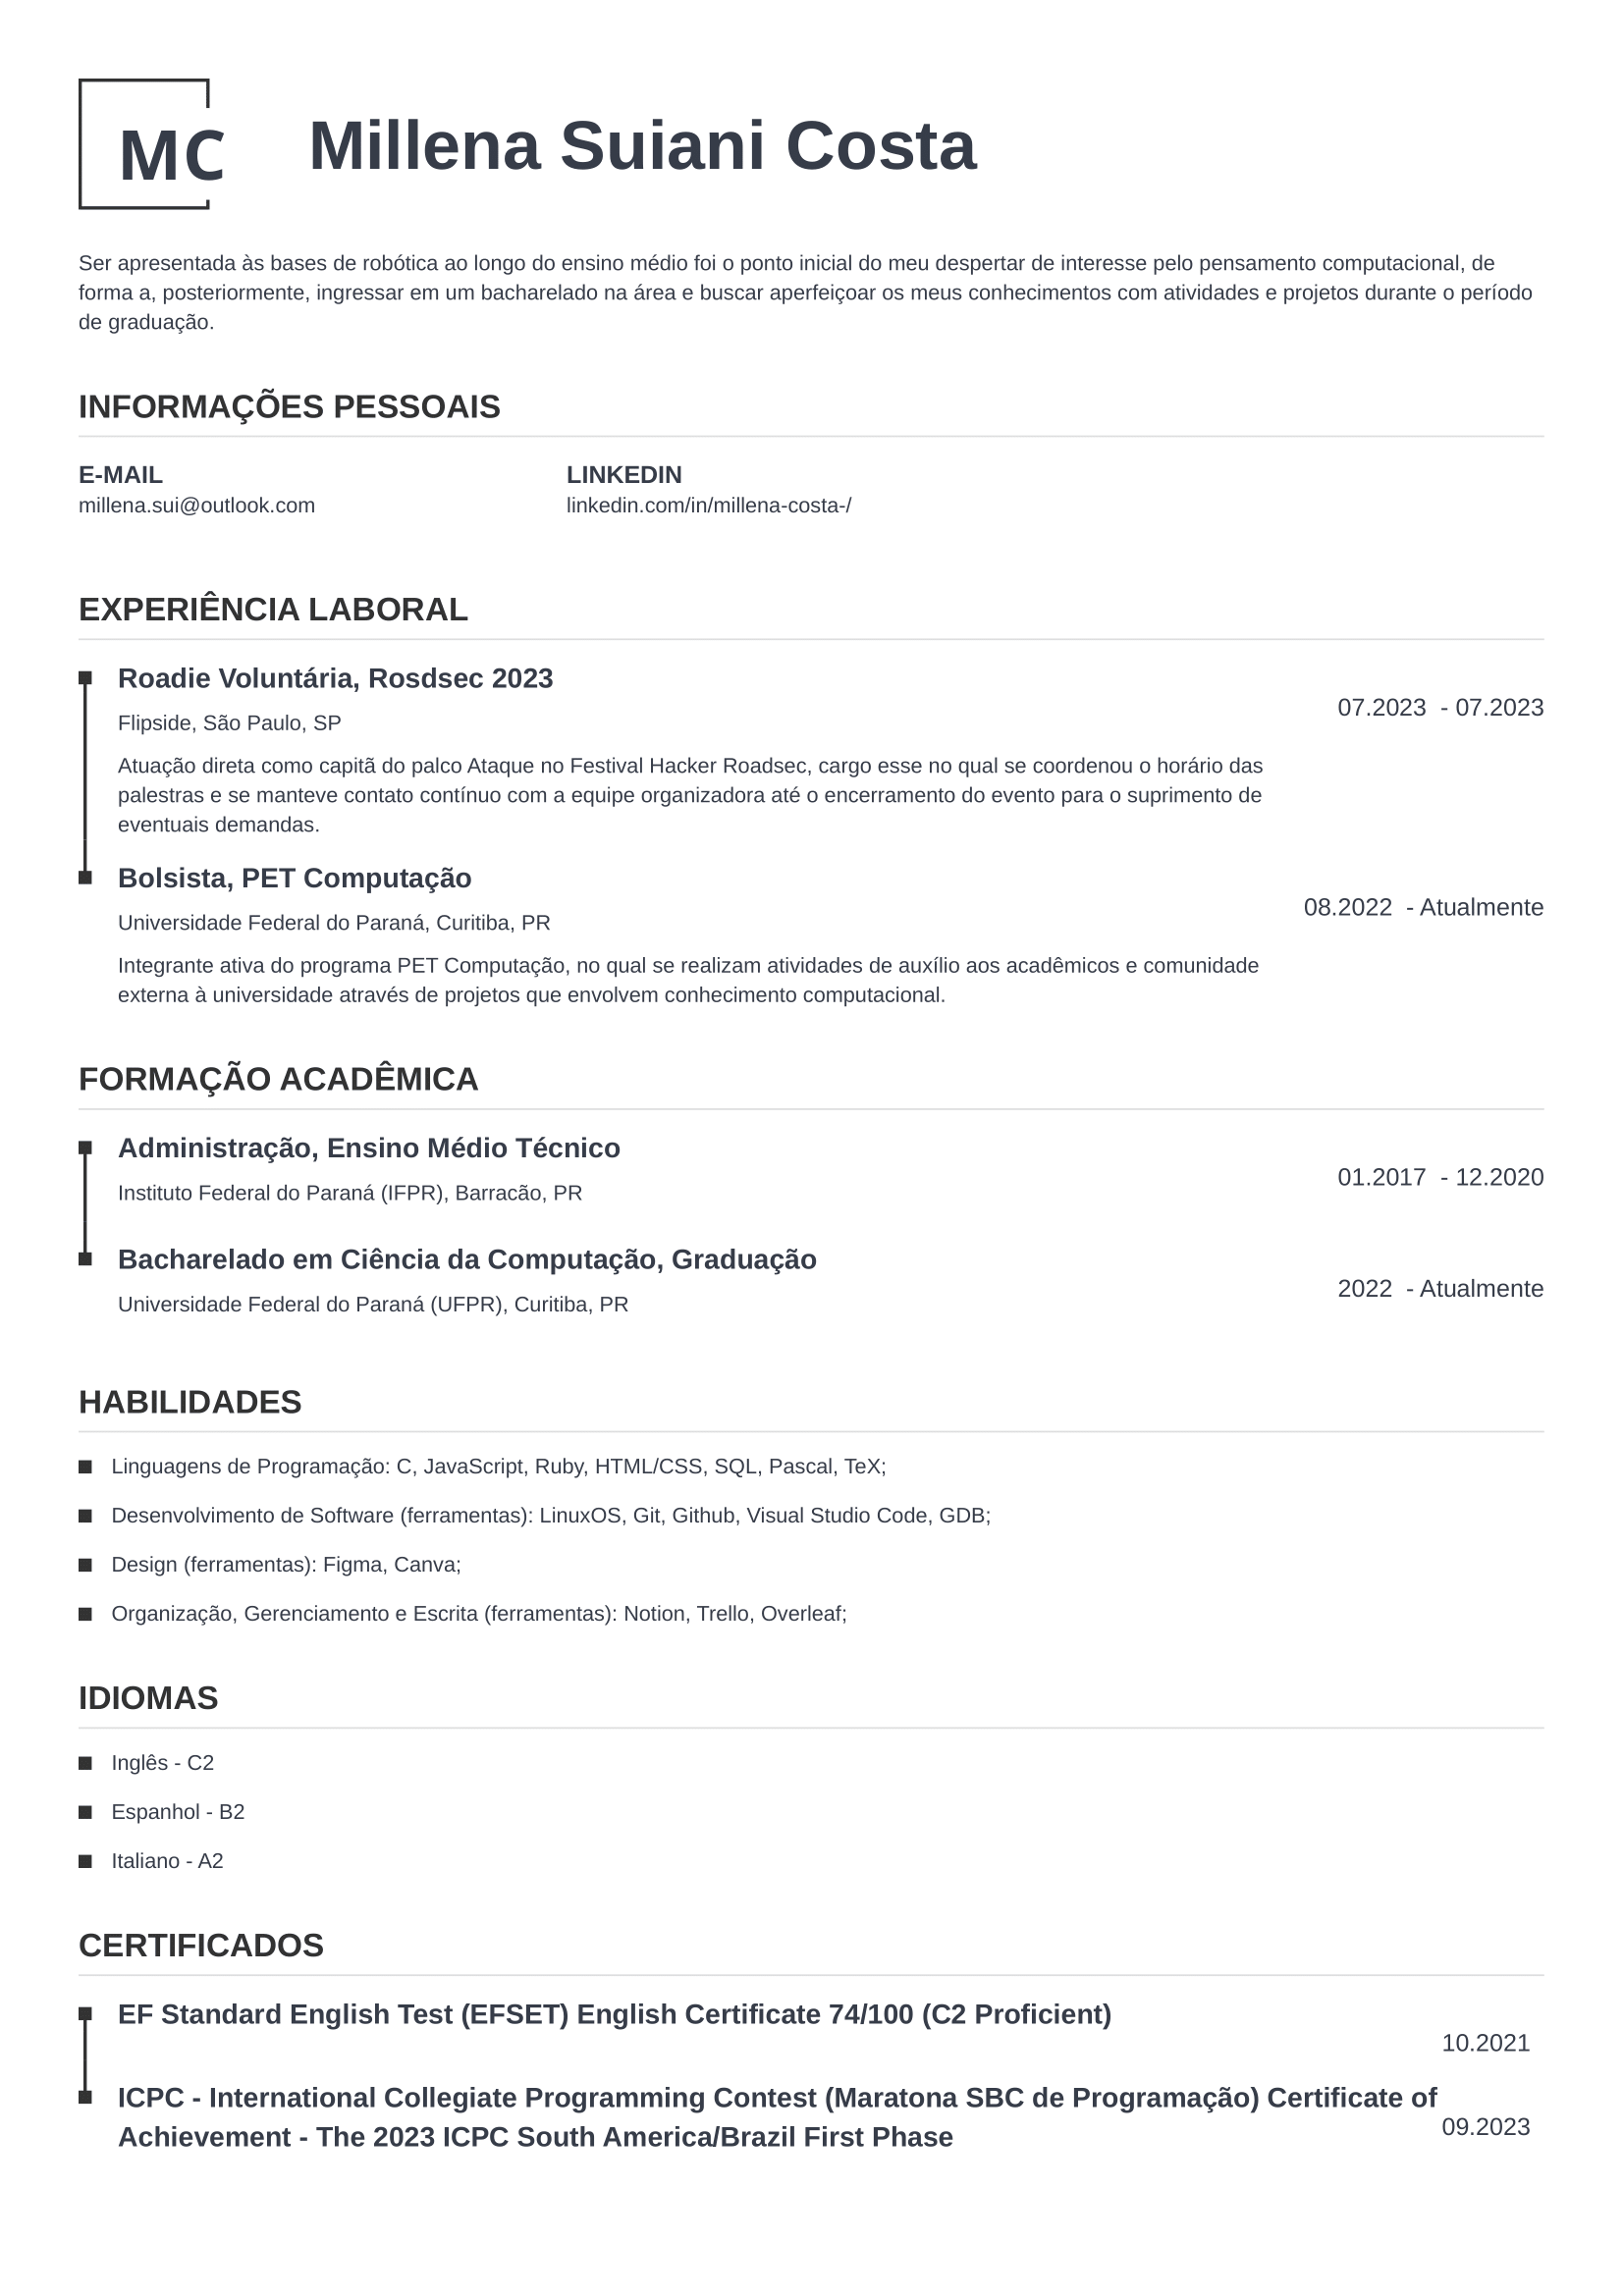 MC
Millena Suiani Costa
Ser apresentada às bases de robótica ao longo do ensino médio foi o ponto inicial do meu despertar de interesse pelo pensamento computacional, de
forma a, posteriormente, ingressar em um bacharelado na área e buscar aperfeiçoar os meus conhecimentos com atividades e projetos durante o período
de graduação.
INFORMAÇÕES PESSOAIS
E-MAIL
millena.sui@outlook.com
LINKEDIN
linkedin.com/in/millena-costa-/
EXPERIÊNCIA LABORAL
Roadie Voluntária, Rosdsec 2023
07.2023 - 07.2023
Flipside, São Paulo, SP
Atuação direta como capitã do palco Ataque no Festival Hacker Roadsec, cargo esse no qual se coordenou o horário das
palestras e se manteve contato contínuo com a equipe organizadora até o encerramento do evento para o suprimento de
eventuais demandas.
Bolsista, PET Computação
08.2022 - Atualmente
Universidade Federal do Paraná, Curitiba, PR
Integrante ativa do programa PET Computação, no qual se realizam atividades de auxílio aos acadêmicos e comunidade
externa à universidade através de projetos que envolvem conhecimento computacional.
FORMAÇÃO ACADÊMICA
Administração, Ensino Médio Técnico
01.2017 - 12.2020
Instituto Federal do Paraná (IFPR), Barracão, PR
Bacharelado em Ciência da Computação, Graduação
2022 - Atualmente
Universidade Federal do Paraná (UFPR), Curitiba, PR
HABILIDADES
Linguagens de Programação: C, JavaScript, Ruby, HTML/CSS, SQL, Pascal, TeX;
Desenvolvimento de Software (ferramentas): LinuxOS, Git, Github, Visual Studio Code, GDB;
Design (ferramentas): Figma, Canva;
Organização, Gerenciamento e Escrita (ferramentas): Notion, Trello, Overleaf;
IDIOMAS
Inglês - C2
Espanhol - B2
Italiano - A2
CERTIFICADOS
EF Standard English Test (EFSET) English Certificate 74/100 (C2 Proficient)
10.2021
ICPC - International Collegiate Programming Contest (Maratona SBC de Programação) Certificate of
Achievement - The 2023 ICPC South America/Brazil First Phase
09.2023